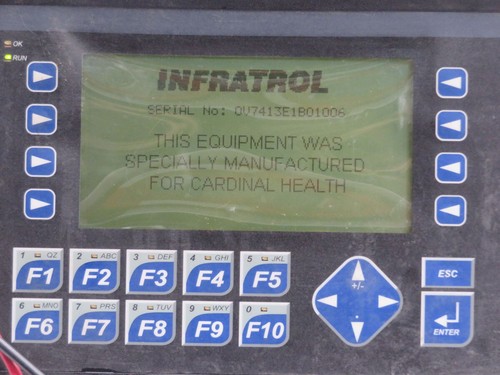 OK
RUN
INFRATROL
SERIAL No: OV7413E1B01006
THIS EQUIPMENT WAS
SPECIALLY MANUFACTURED
FOR CARDINAL HEALTH
1 QZ
F1
2 ABC
F2
3 DEF
F3
4 GHI
F4
5 JKL
F5
6 MNO
F6
7 PRS
F7
8 TUV
F8
9 WXY
F9
0
F10
+/-
.
ESC
ENTER